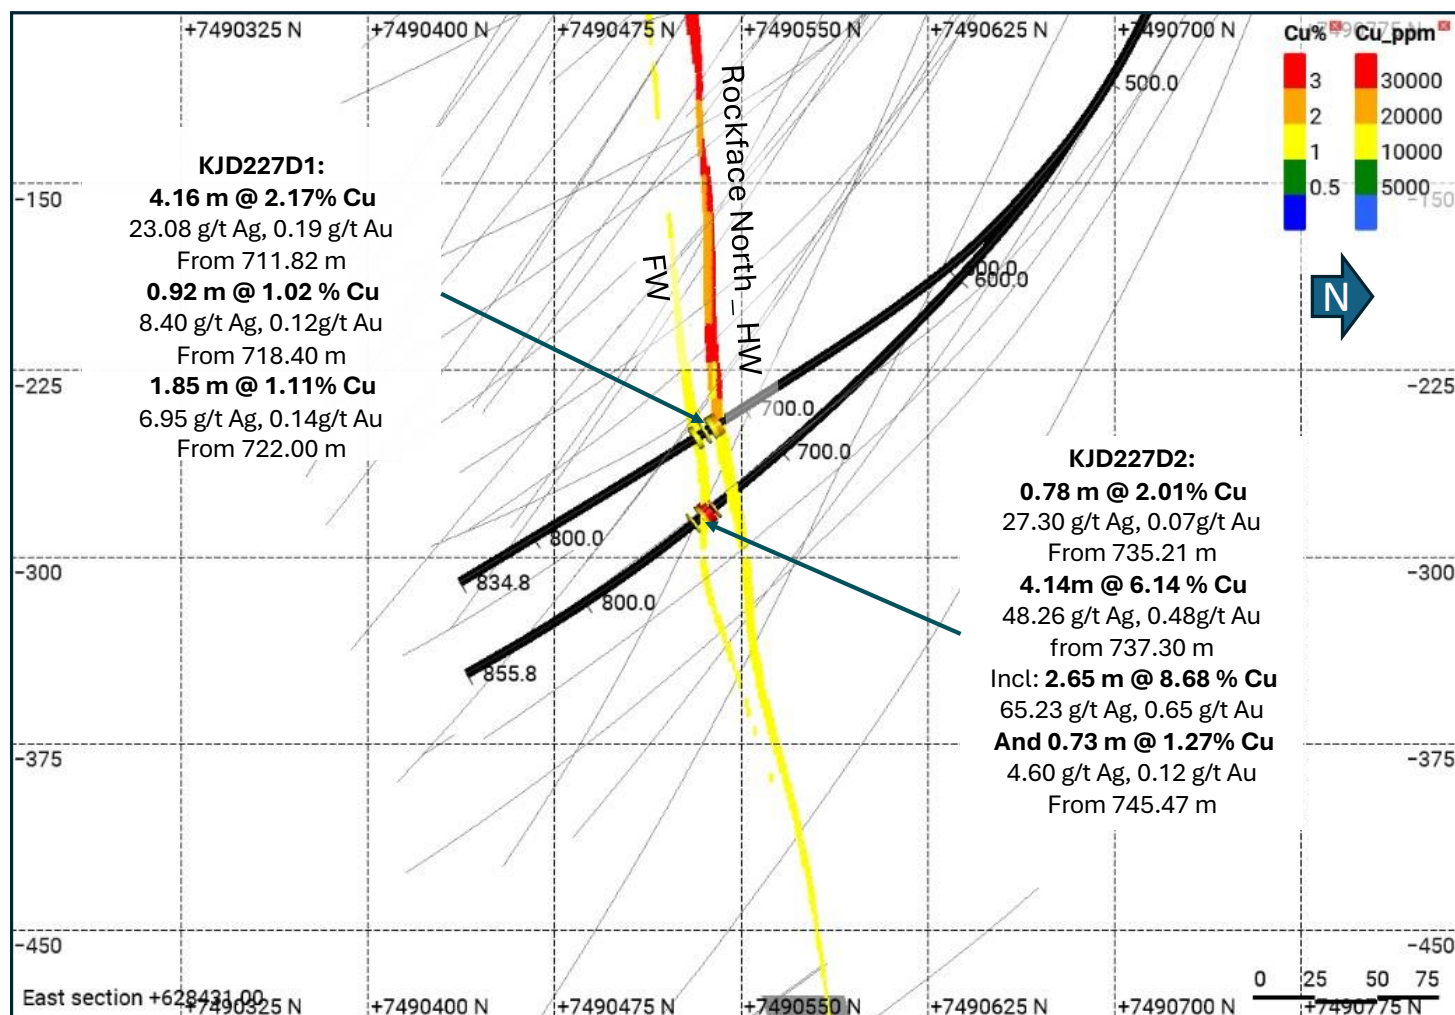 +7490325 N
+7490400 N
+7490475 N
+7490550 N
+7490625 N
+7490700 N
+7490775 N
Cu%
Cu_ppm
3
30000
2
20000
1
10000
0.5
5000
N
500.0
Rockface North _ HW
FW
KJD227D1:
4.16 m @ 2.17% Cu
23.08 g/t Ag, 0.19 g/t Au
From 711.82 m
0.92 m @ 1.02 % Cu
8.40 g/t Ag, 0.12g/t Au
From 718.40 m
1.85 m @ 1.11% Cu
6.95 g/t Ag, 0.14g/t Au
From 722.00 m
-150
-150
600.0
600.0
-225
-225
700.0
700.0
KJD227D2:
0.78 m @ 2.01% Cu
27.30 g/t Ag, 0.07g/t Au
From 735.21 m
4.14m @ 6.14 % Cu
48.26 g/t Ag, 0.48g/t Au
from 737.30 m
Incl: 2.65 m @ 8.68 % Cu
65.23 g/t Ag, 0.65 g/t Au
And 0.73 m @ 1.27% Cu
4.60 g/t Ag, 0.12 g/t Au
From 745.47 m
800.0
-300
-300
834.8
800.0
855.8
-375
-375
-450
-450
0 25 50 75
East section +628431.00
+7490325 N
+7490400 N
+7490475 N
+7490550 N
+7490625 N
+7490700 N
+7490775 N